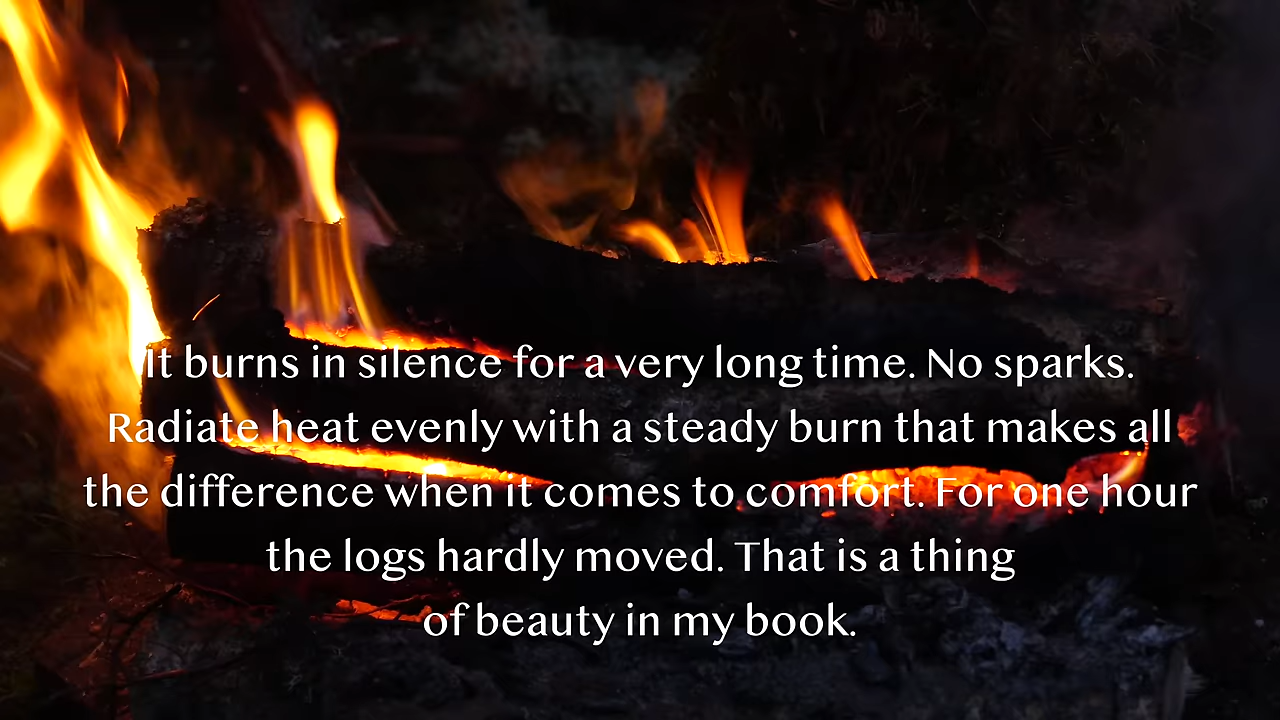 It burns in silence for a very long time. No sparks.
Radiate heat evenly with a steady burn that makes all
the difference when it comes to comfort. For one hour
the logs hardly moved. That is a thing
of beauty in my book.